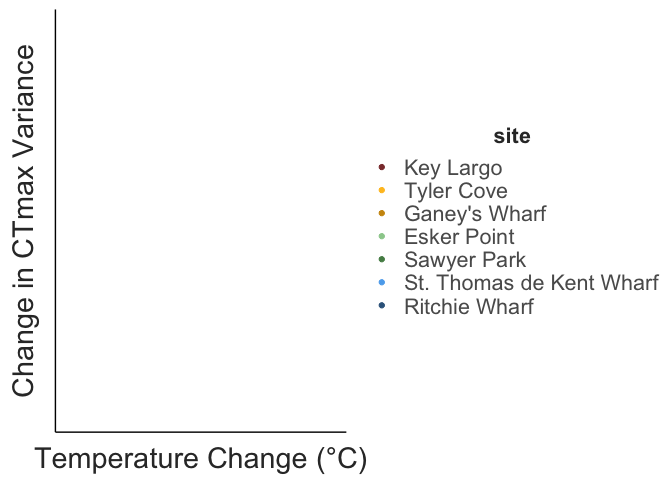 Change in CTmax Variance
Temperature Change (°C)
site
Key Largo
Tyler Cove
Ganey's Wharf
Esker Point
Sawyer Park
St. Thomas de Kent Wharf
Ritchie Wharf